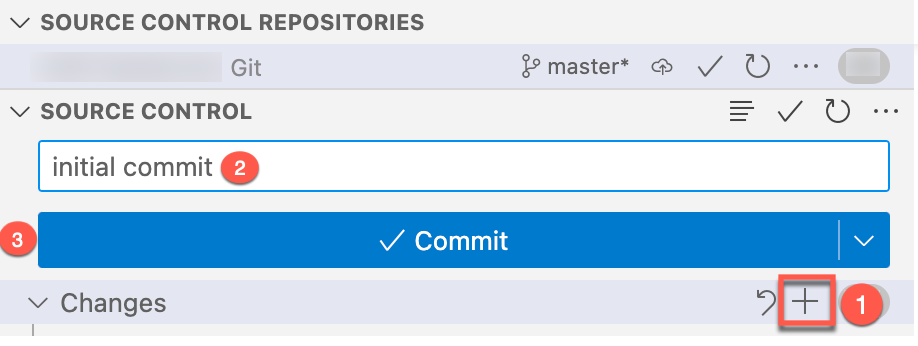 SOURCE CONTROL REPOSITORIES
Git master*
SOURCE CONTROL
initial commit 2
3 Commit
Changes 1